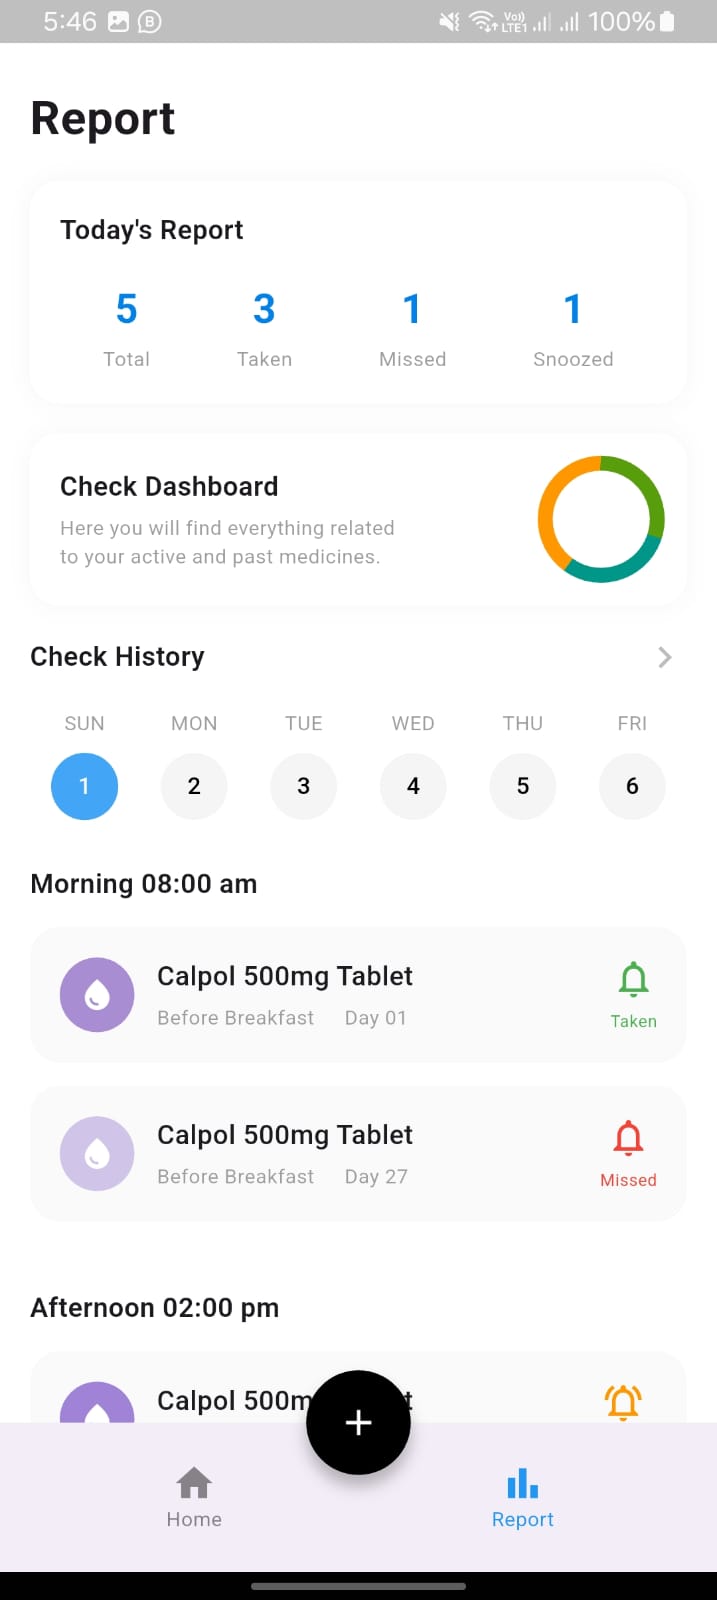 5:46
Vo)) LTE1 100%
Report
Today's Report
5 3 1 1
Total Taken Missed Snoozed
Check Dashboard
Here you will find everything related
to your active and past medicines.
Check History
SUN MON TUE WED THU FRI
1 2 3 4 5 6
Morning 08:00 am
Calpol 500mg Tablet
Before Breakfast Day 01
Taken
Calpol 500mg Tablet
Before Breakfast Day 27
Missed
Afternoon 02:00 pm
Calpol 500m t
+
Home Report